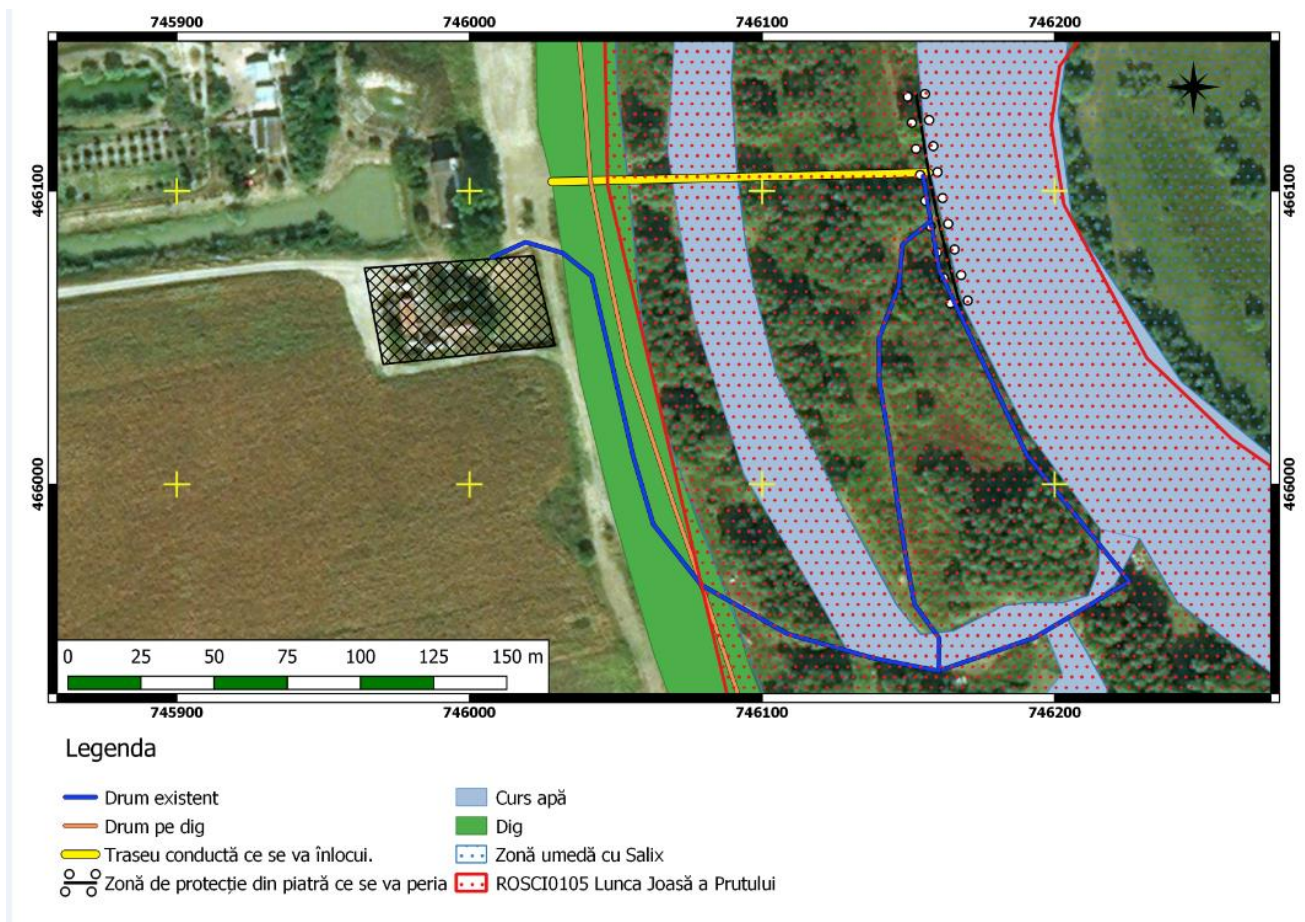 745900 746000 746100 746200
466100 466100
466000 466000
0 25 50 75 100 125 150 m
745900 746000 746100 746200
Legenda
Drum existent
Drum pe dig
Traseu conductă ce se va înlocui.
Zonă de protecție din piatră ce se va peria
Curs apă
Dig
Zonă umedă cu Salix
ROSCI0105 Lunca Joasă a Prutului